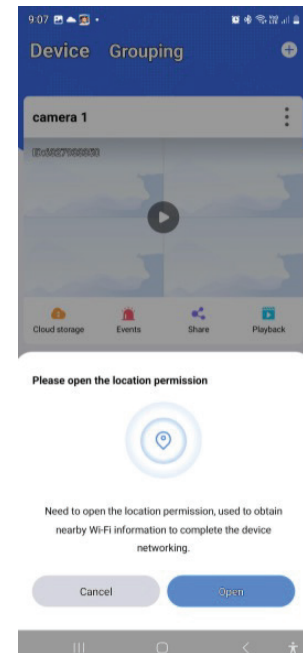 9:07
Device Grouping
camera 1
Cloud storage Events Share Playback
Please open the location permission
Need to open the location permission, used to obtain
nearby Wi-Fi information to complete the device
networking.
Cancel Open